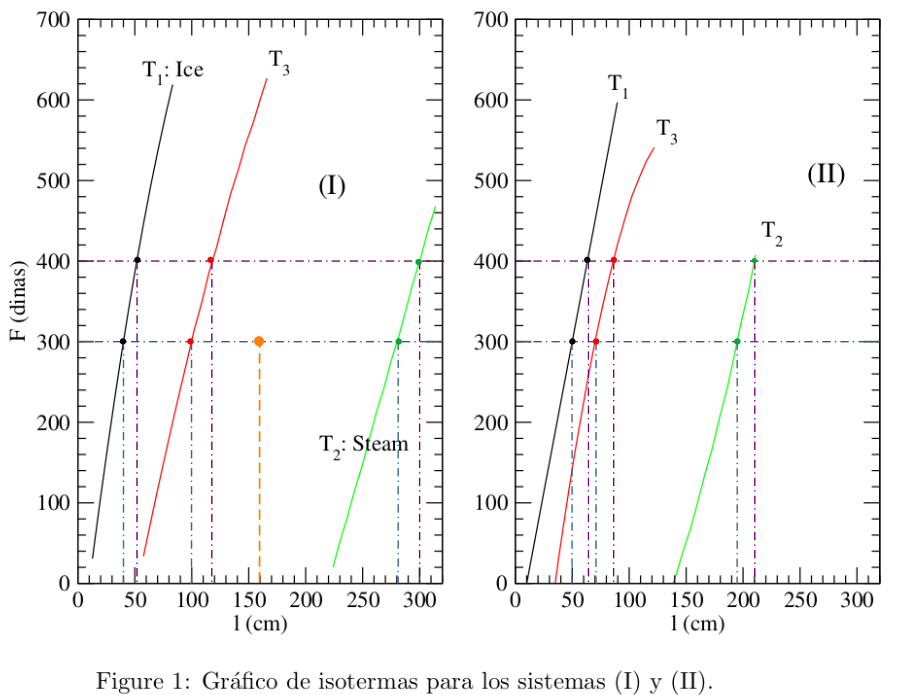 700
600
500
400
300
200
100
0
F (dinas)
T1: Ice
T3
(I)
T2: Steam
0 50 100 150 200 250 300
l (cm)
700
600
500
400
300
200
100
0
T1
T3
(II)
T2
0 50 100 150 200 250 300
l (cm)
Figure 1: Gráfico de isotermas para los sistemas (I) y (II).